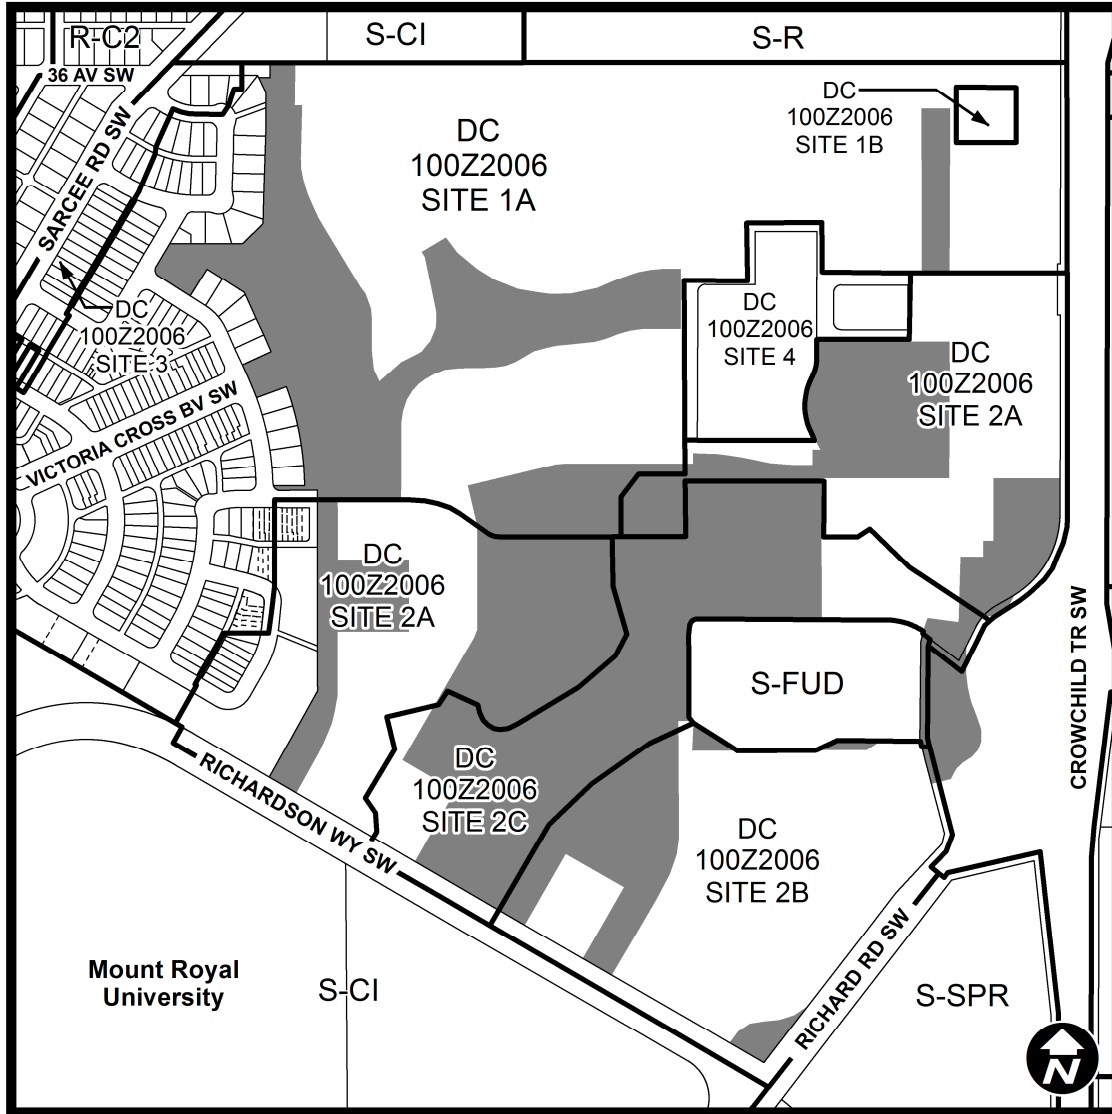 R-C2
S-CI
S-R
36 AV SW
SARCEE RD SW
DC
100Z2006
SITE 1A
DC
100Z2006
SITE 1B
DC
100Z2006
SITE 3
DC
100Z2006
SITE 4
DC
100Z2006
SITE 2A
VICTORIA CROSS BV SW
DC
100Z2006
SITE 2A
S-FUD
CROWCHILD TR SW
RICHARDSON WY SW
DC
100Z2006
SITE 2C
DC
100Z2006
SITE 2B
RICHARD RD SW
Mount Royal
University
S-CI
S-SPR
N